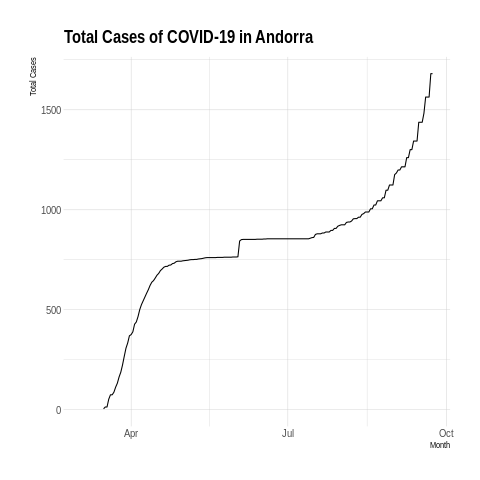 Total Cases of COVID-19 in Andorra
Total Cases
1500
1000
500
0
Apr
Jul
Oct
Month